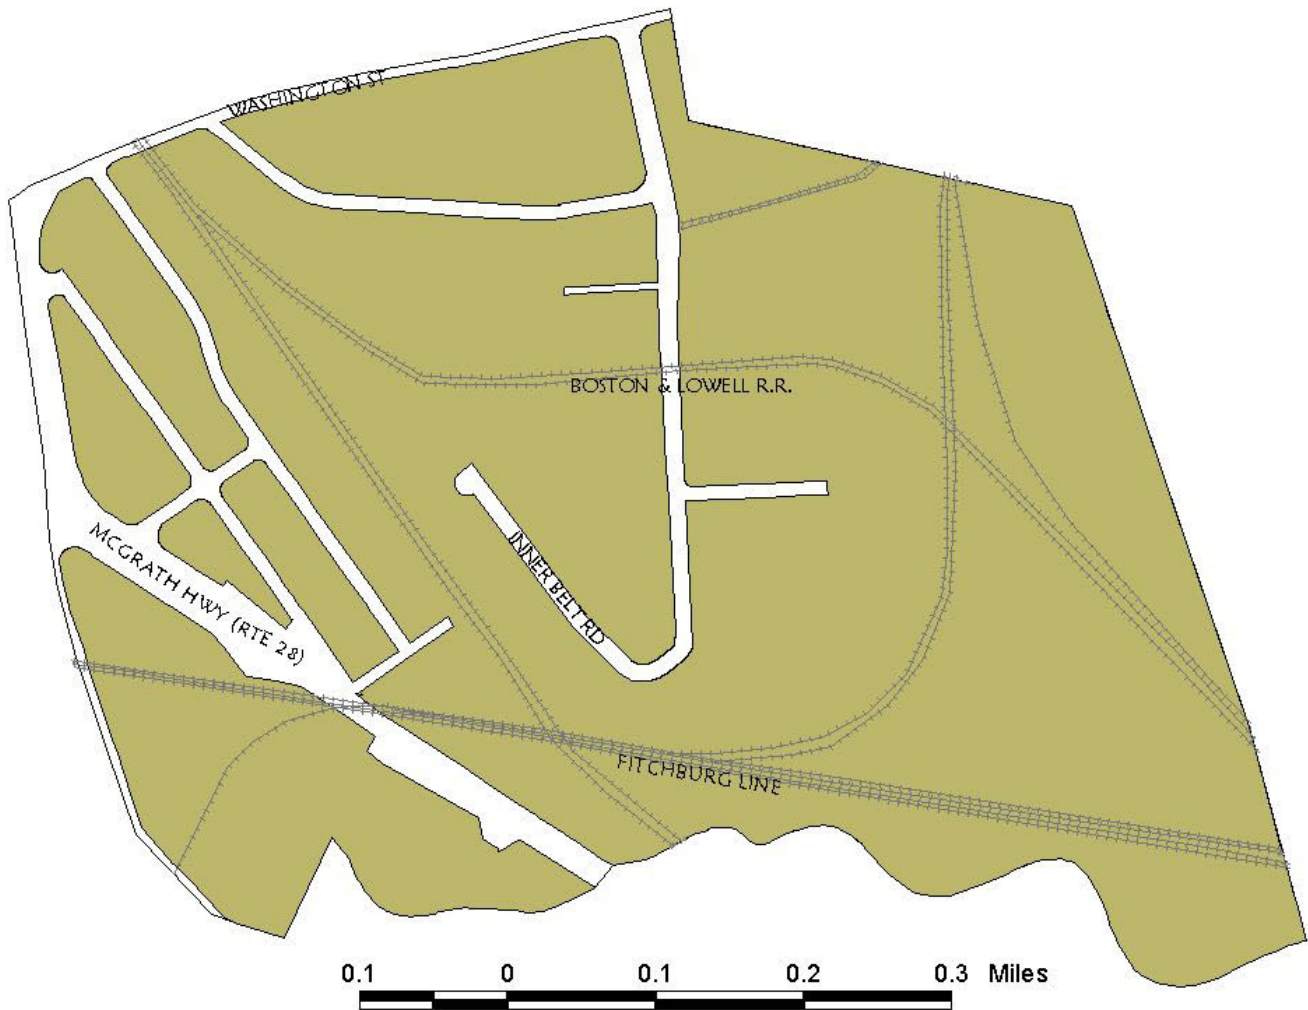 WASHINGTON ST
BOSTON & LOWELL R.R.
INNER BELT RD
MCGRATH HWY (RTE 28)
FITCHBURG LINE
0.1 0 0.1 0.2 0.3 Miles